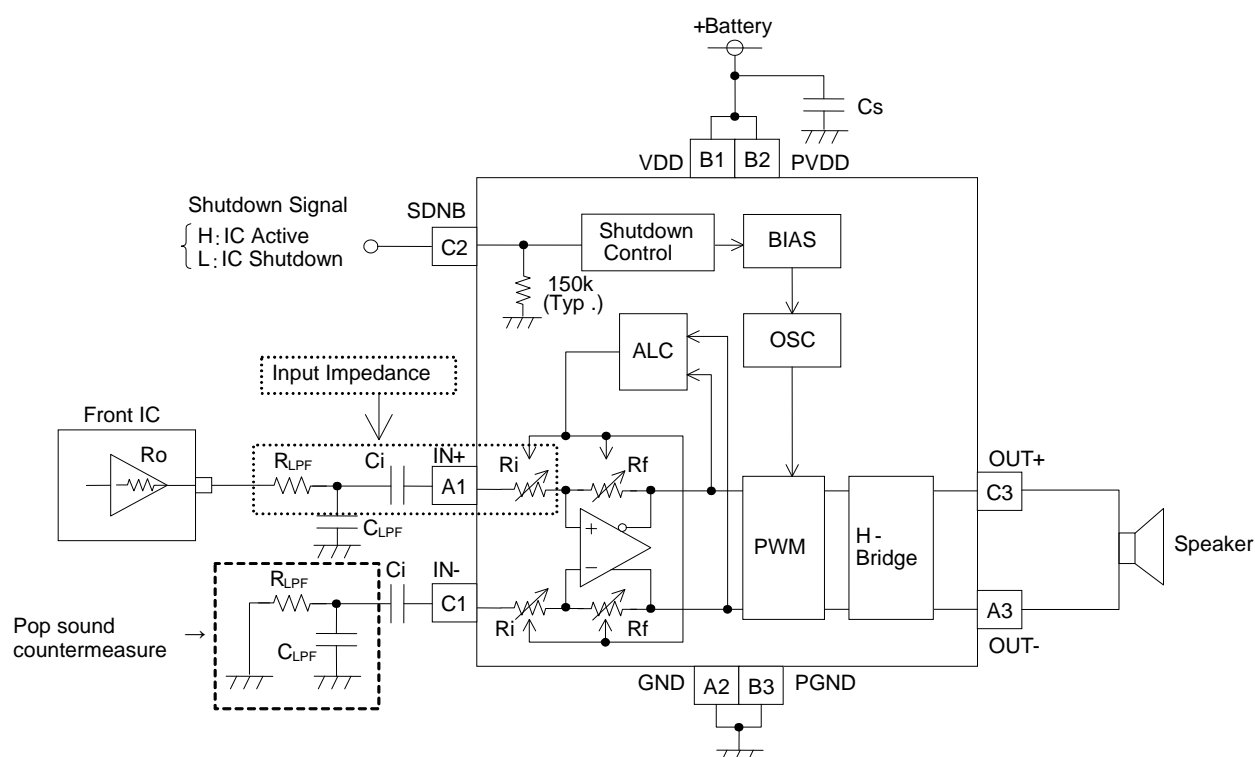 +Battery
Cs
VDD
B1
B2
PVDD
Shutdown Signal
H:IC Active
L:IC Shutdown
SDNB
C2
Shutdown
Control
BIAS
150k
(Typ .)
ALC
OSC
Input Impedance
Front IC
Ro
RLPF
Ci
IN+
A1
Ri
Rf
OUT+
C3
CLPF
+
−
PWM
H -
Bridge
Speaker
RLPF
Ci
IN-
C1
Ri
Rf
A3
OUT-
Pop sound
countermeasure
→
CLPF
GND
A2
B3
PGND